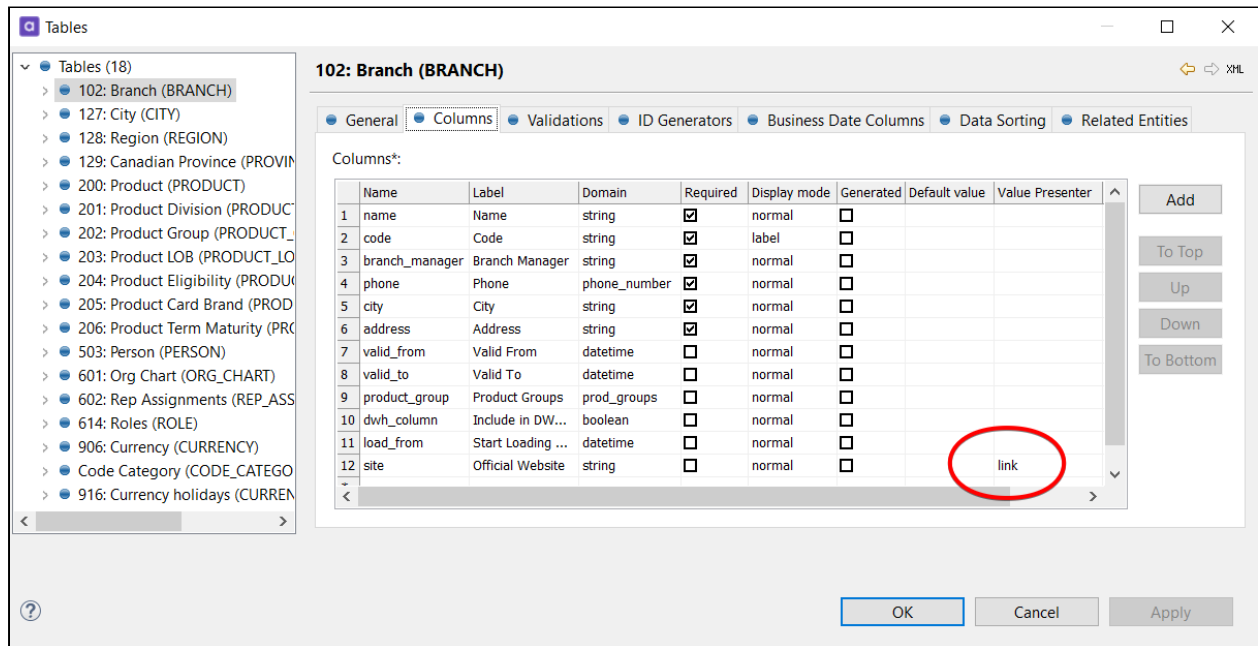 Tables
Tables (18)
102: Branch (BRANCH)
127: City (CITY)
128: Region (REGION)
129: Canadian Province (PROVIN
200: Product (PRODUCT)
201: Product Division (PRODUC
202: Product Group (PRODUCT_
203: Product LOB (PRODUCT_LO
204: Product Eligibility (PRODU
205: Product Card Brand (PROD
206: Product Term Maturity (PR
503: Person (PERSON)
601: Org Chart (ORG_CHART)
602: Rep Assignments (REP_ASS
614: Roles (ROLE)
906: Currency (CURRENCY)
Code Category (CODE_CATEGO
916: Currency holidays (CURREN
102: Branch (BRANCH)
XML
General Columns Validations ID Generators Business Date Columns Data Sorting Related Entities
Columns*:
Name Label Domain Required Display mode Generated Default value Value Presenter
1 name Name string normal
2 code Code string label
3 branch_manager Branch Manager string normal
4 phone Phone phone_number normal
5 city City string normal
6 address Address string normal
7 valid_from Valid From datetime normal
8 valid_to Valid To datetime normal
9 product_group Product Groups prod_groups normal
10 dwh_column Include in DW... boolean normal
11 load_from Start Loading ... datetime normal
12 site Official Website string normal link
*
Add
To Top
Up
Down
To Bottom
?
OK Cancel Apply